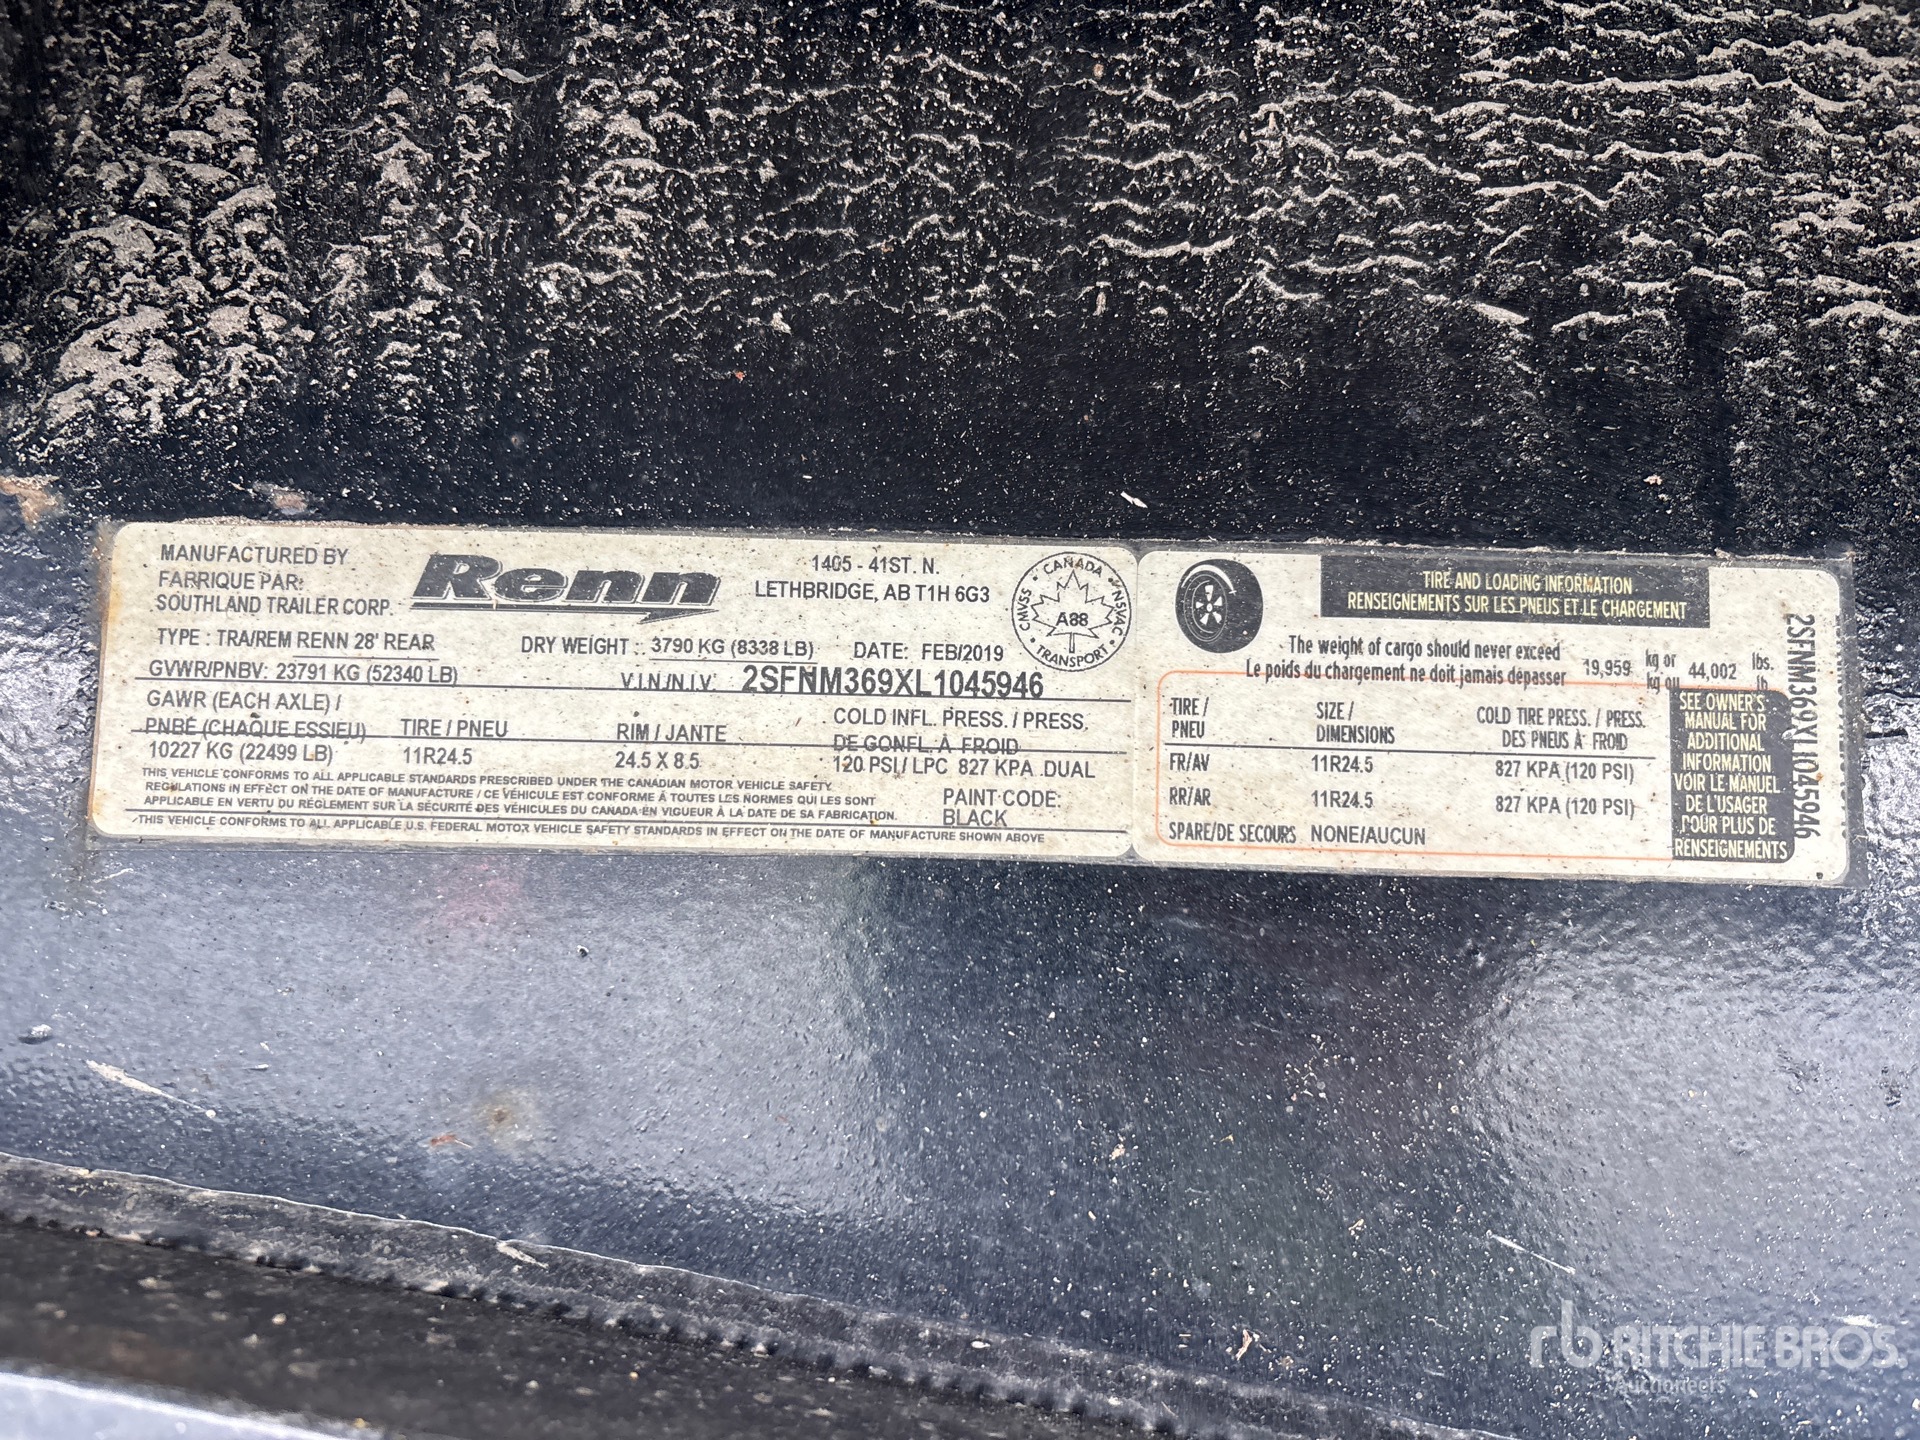 MANUFACTURED BY
FABRIQUE PAR:
SOUTHLAND TRAILER CORP.
Renn
1405 - 41ST. N.
LETHBRIDGE, AB T1H 6G3
CANADA
CMVSS
NSVAC
A88
TRANSPORT
TYPE : TRA/REM RENN 28' REAR
DRY WEIGHT : 3790 KG (8338 LB)
DATE: FEB/2019
GVWR/PNBV: 23791 KG (52340 LB)
V.I.N./N.I.V. 2SFNM369XL1045946
GAWR (EACH AXLE) /
PNBE (CHAQUE ESSIEU)
TIRE / PNEU
RIM / JANTE
COLD INFL. PRESS. / PRESS.
DE GONFL. À FROID
10227 KG (22499 LB)
11R24.5
24.5 X 8.5
120 PSI/ LPC 827 KPA DUAL
THIS VEHICLE CONFORMS TO ALL APPLICABLE STANDARDS PRESCRIBED UNDER THE CANADIAN MOTOR VEHICLE SAFETY
REGULATIONS IN EFFECT ON THE DATE OF MANUFACTURE / CE VÉHICULE EST CONFORME À TOUTES LES NORMES QUI LES SONT
APPLICABLE EN VERTU DU RÉGLEMENT SUR LA SÉCURITÉ DES VÉHICULES DU CANADA EN VIGUEUR À LA DATE DE SA FABRICATION.
THIS VEHICLE CONFORMS TO ALL APPLICABLE U.S. FEDERAL MOTOR VEHICLE SAFETY STANDARDS IN EFFECT ON THE DATE OF MANUFACTURE SHOWN ABOVE
PAINT CODE:
BLACK
TIRE AND LOADING INFORMATION
RENSEIGNEMENTS SUR LES PNEUS ET LE CHARGEMENT
The weight of cargo should never exceed
Le poids du chargement ne doit jamais dépasser
19,959 kg or
kg ou
44,002 lbs.
lb
TIRE /
PNEU
SIZE /
DIMENSIONS
COLD TIRE PRESS. / PRESS.
DES PNEUS À FROID
FR/AV 11R24.5 827 KPA (120 PSI)
RR/AR 11R24.5 827 KPA (120 PSI)
SPARE/DE SECOURS NONE/AUCUN
SEE OWNER'S
MANUAL FOR
ADDITIONAL
INFORMATION
VOIR LE MANUEL
DE L'USAGER
POUR PLUS DE
RENSEIGNEMENTS
2SFNM369XL1045946
rb RITCHIE BROS.
Auctioneers